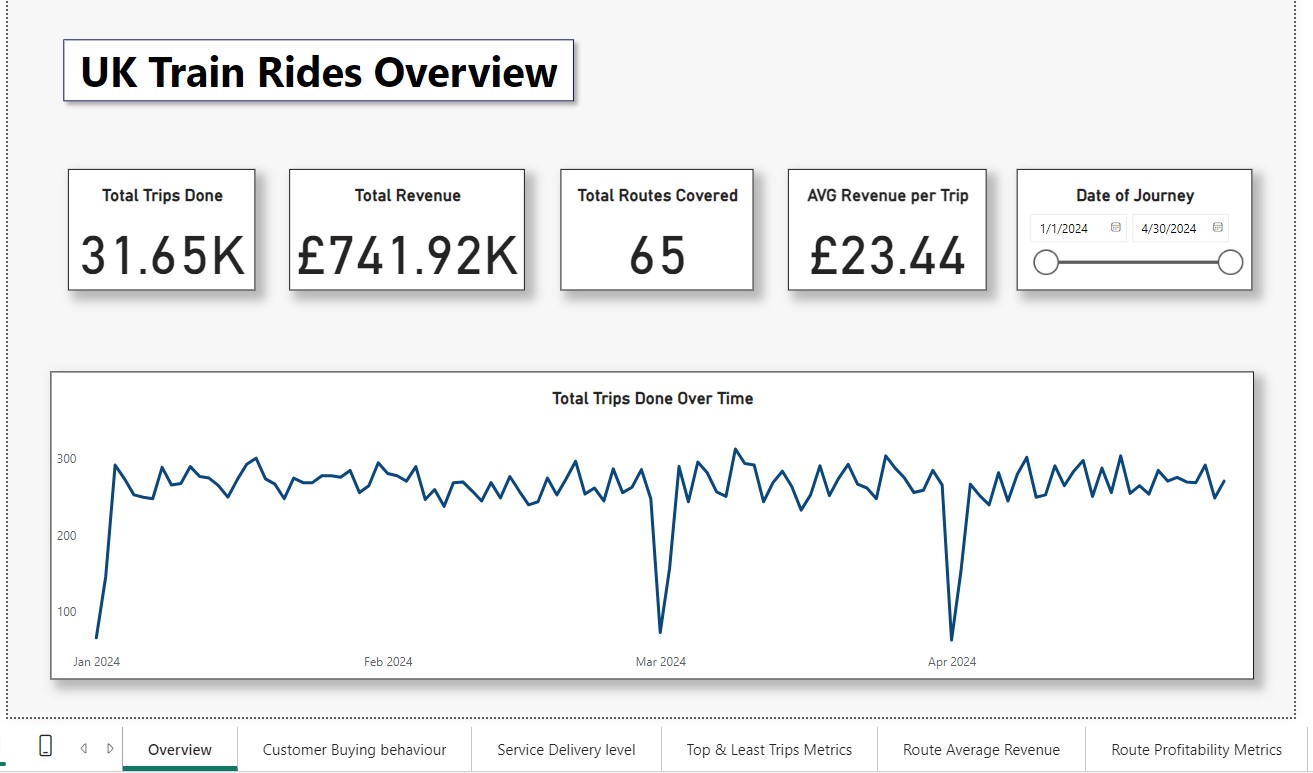 UK Train Rides Overview
Total Trips Done
31.65K
Total Revenue
£741.92K
Total Routes Covered
65
AVG Revenue per Trip
£23.44
Date of Journey
1/1/2024 4/30/2024
Total Trips Done Over Time
300
200
100
Jan 2024 Feb 2024 Mar 2024 Apr 2024
Overview Customer Buying behaviour Service Delivery level Top & Least Trips Metrics Route Average Revenue Route Profitability Metrics